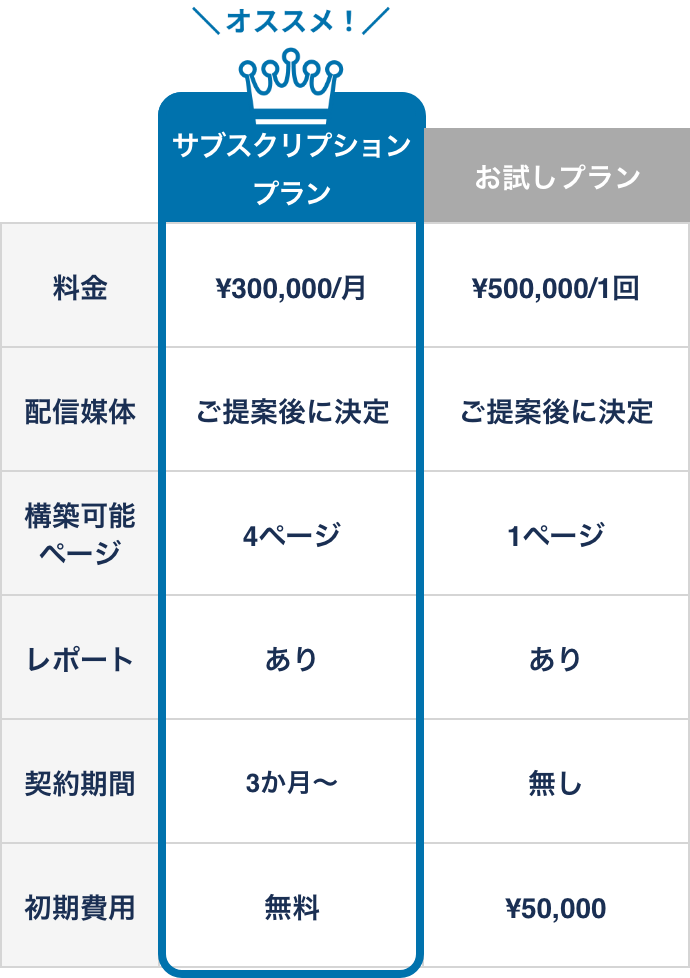 オススメ！
サブスクリプション
プラン
お試しプラン
料金
¥300,000/月
¥500,000/1回
配信媒体
ご提案後に決定
ご提案後に決定
構築可能
ページ
4ページ
1ページ
レポート
あり
あり
契約期間
3か月〜
無し
初期費用
無料
¥50,000